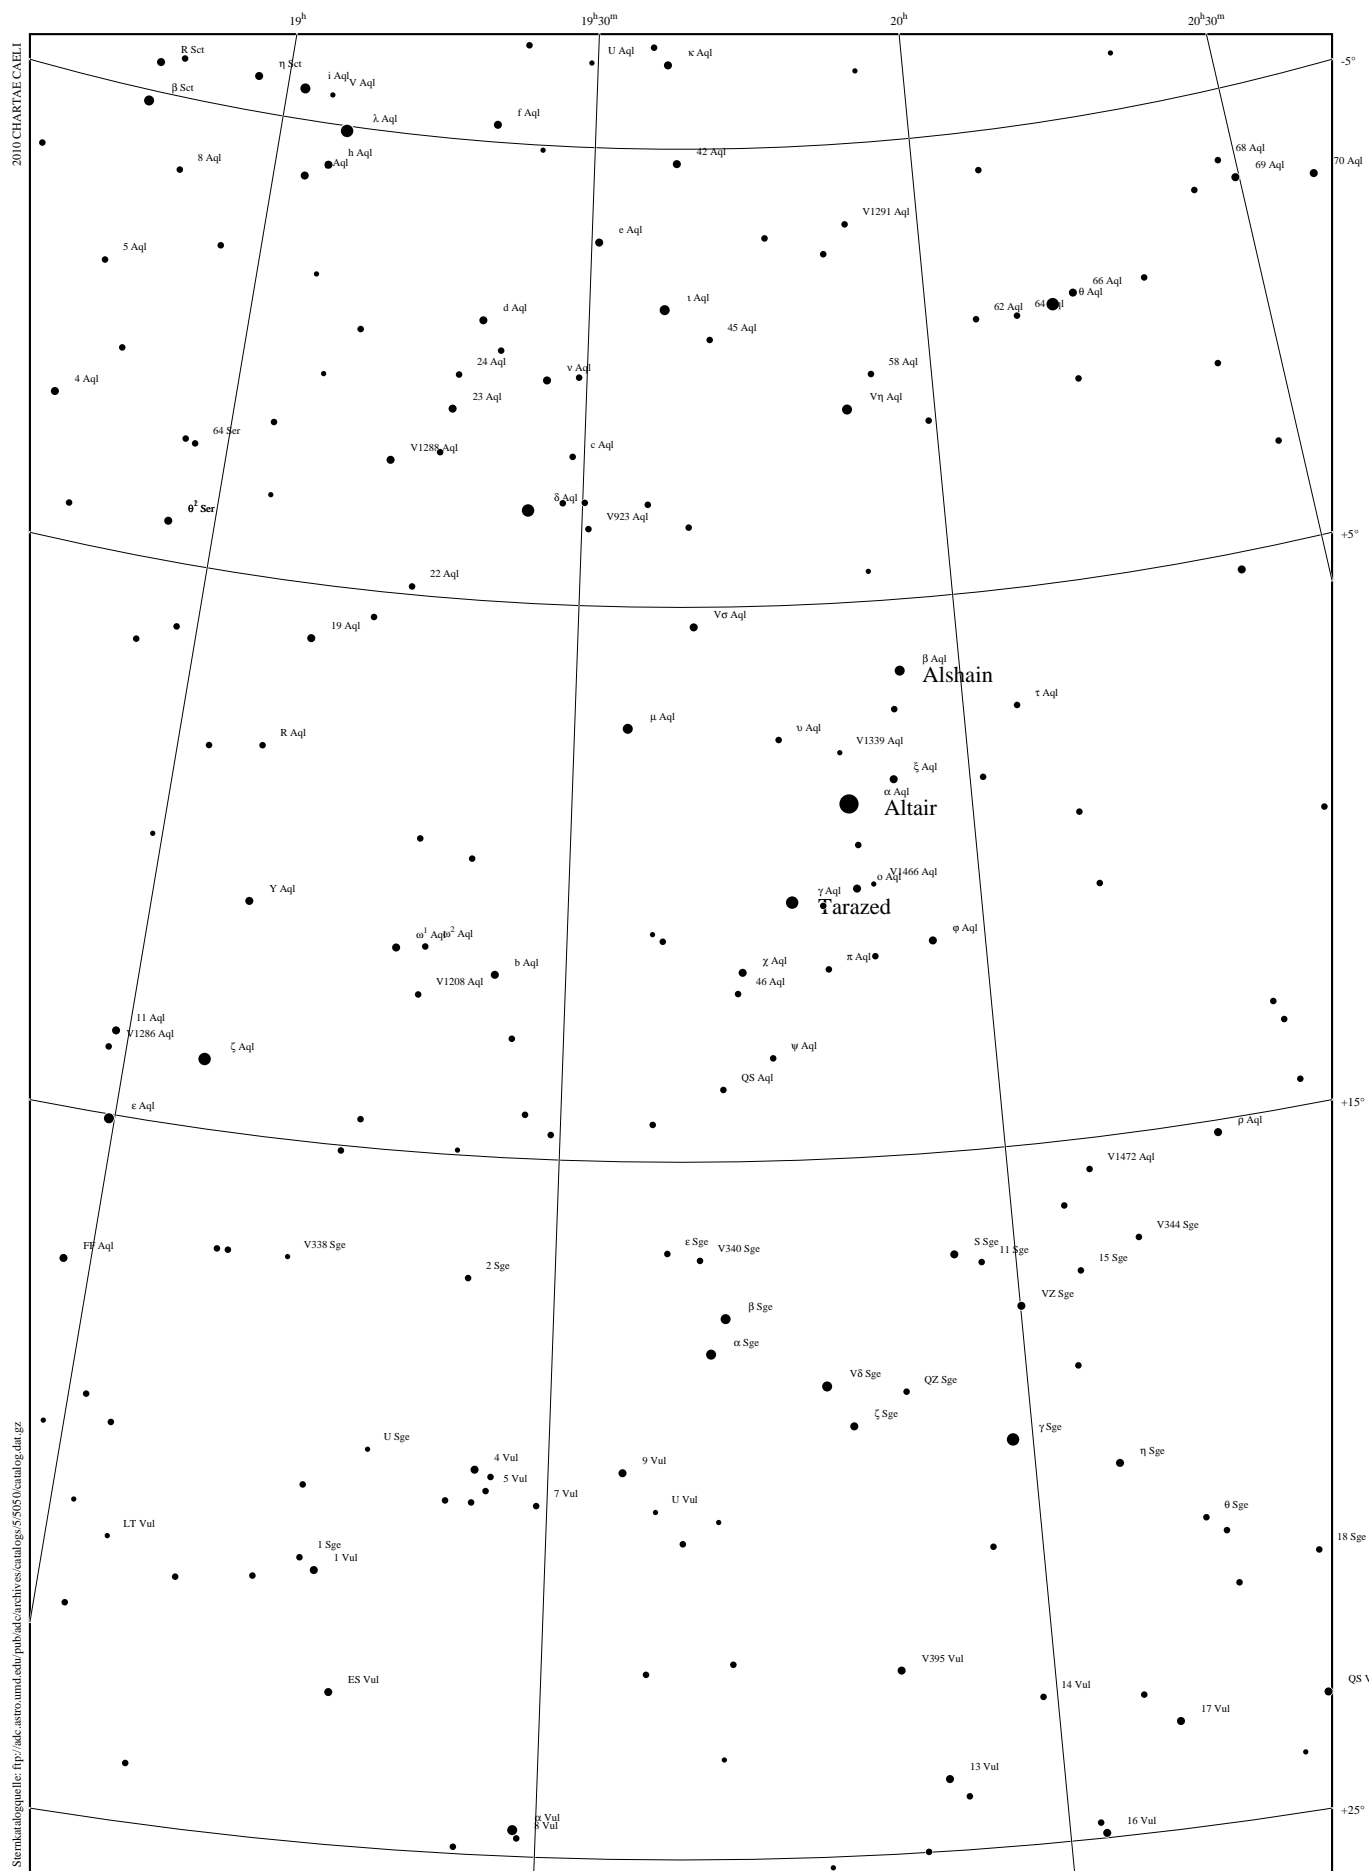 19h
19h30m
20h
20h30m
2010 CHARTAE CAELI
R Sct
U Aql
κ Aql
-5°
η Sct
i Aql
V Aql
β Sct
f Aql
λ Aql
h Aql
Aql
8 Aql
42 Aql
68 Aql
69 Aql
70 Aql
V1291 Aql
e Aql
5 Aql
66 Aql
θ Aql
ι Aql
62 Aql
64 Aql
d Aql
45 Aql
24 Aql
ν Aql
58 Aql
4 Aql
23 Aql
Vη Aql
64 Ser
V1288 Aql
c Aql
δ Aql
θ Ser
V923 Aql
+5°
22 Aql
19 Aql
Vσ Aql
β Aql
Alshain
τ Aql
μ Aql
R Aql
υ Aql
V1339 Aql
ξ Aql
α Aql
Altair
V1466 Aql
ο Aql
Y Aql
γ Aql
Tarazed
φ Aql
ω1 Aql
ω2 Aql
π Aql
b Aql
χ Aql
V1208 Aql
46 Aql
11 Aql
V1286 Aql
ζ Aql
ψ Aql
QS Aql
ε Aql
+15°
ρ Aql
V1472 Aql
V344 Sge
FF Aql
V338 Sge
ε Sge
V340 Sge
S Sge
11 Sge
2 Sge
15 Sge
VZ Sge
β Sge
α Sge
Vδ Sge
QZ Sge
ζ Sge
γ Sge
U Sge
η Sge
4 Vul
9 Vul
5 Vul
7 Vul
U Vul
θ Sge
LT Vul
18 Sge
1 Sge
1 Vul
V395 Vul
ES Vul
14 Vul
QS V
17 Vul
13 Vul
+25°
α Vul
8 Vul
16 Vul
Sternkatalogquelle: ftp://adc.astro.umd.edu/pub/adc/archives/catalogs/5/5050/catalog.dat.gz